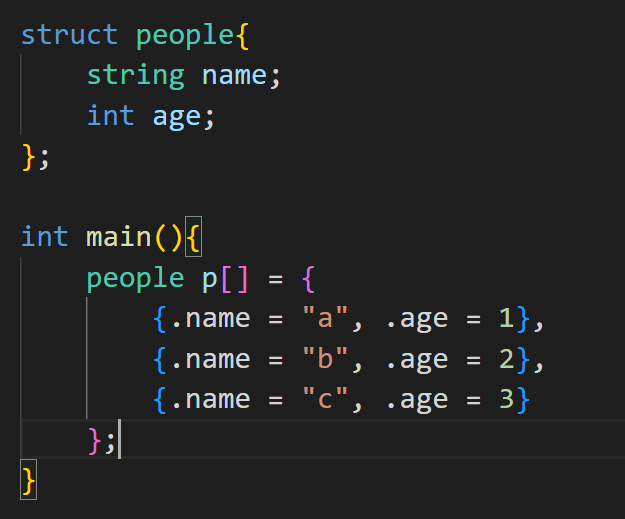 struct people{
    string name;
    int age;
};

int main(){
    people p[] = {
        {.name = "a", .age = 1},
        {.name = "b", .age = 2},
        {.name = "c", .age = 3}
    };
}